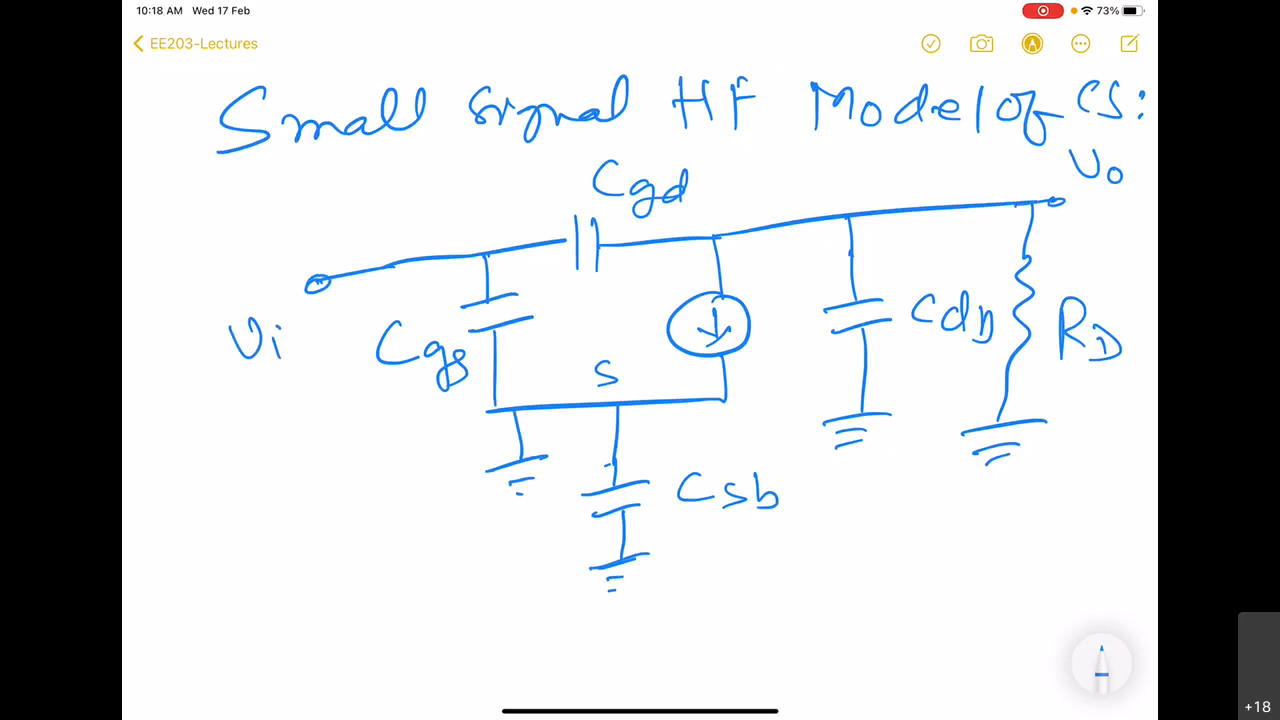 10:18 AM Wed 17 Feb
73%
EE203-Lectures
Small signal HF Model of CS:
Vo
Cgd
Vi
Cgs
S
CdD
RD
Csb
+18